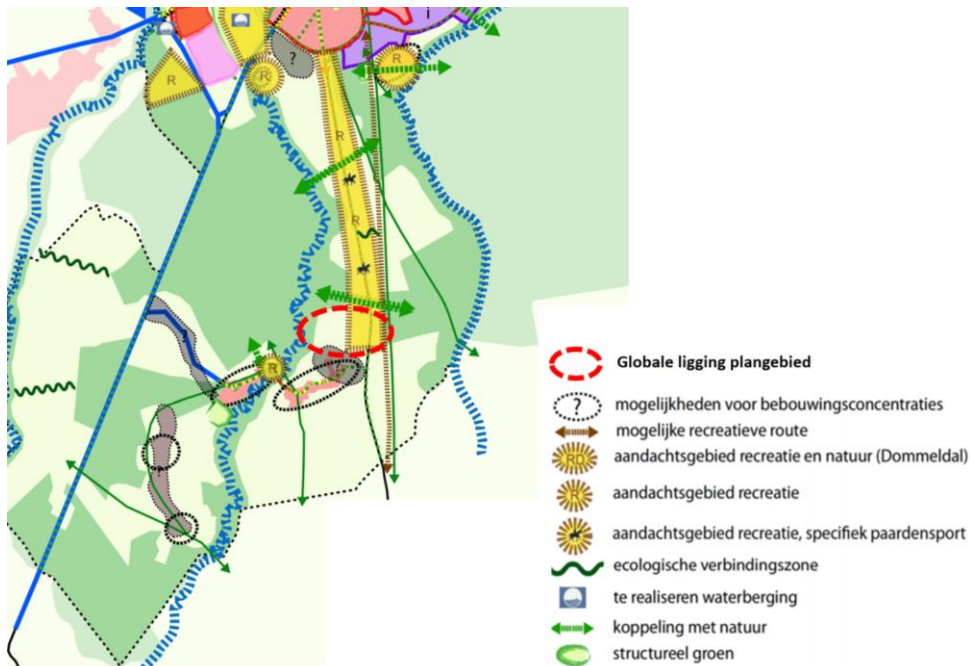 R
?
R
i
R
R
R
R
Globale ligging plangebied
? mogelijkheden voor bebouwingsconcentraties
mogelijke recreatieve route
RD aandachtsgebied recreatie en natuur (Dommeldal)
R aandachtsgebied recreatie
aandachtsgebied recreatie, specifiek paardensport
ecologische verbindingszone
te realiseren waterberging
koppeling met natuur
structureel groen